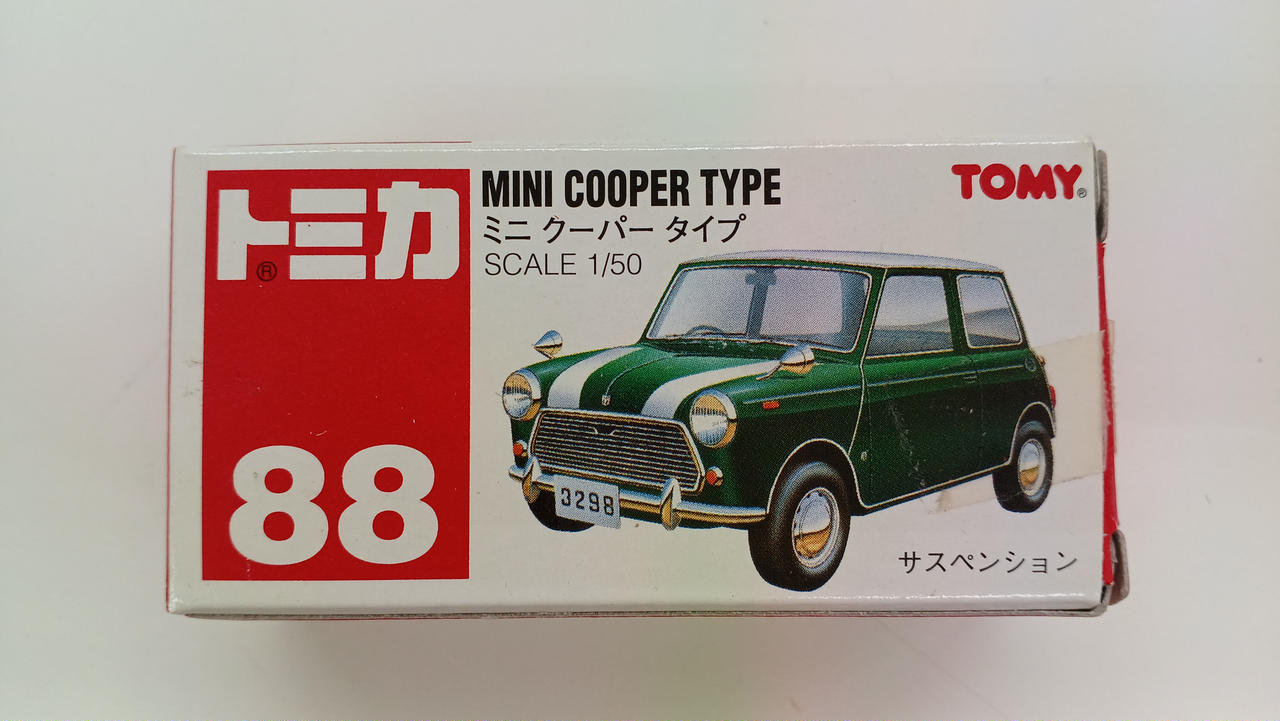 トミカ®
88
MINI COOPER TYPE
ミニ クーパー タイプ
SCALE 1/50
TOMY®
3298
サスペンション